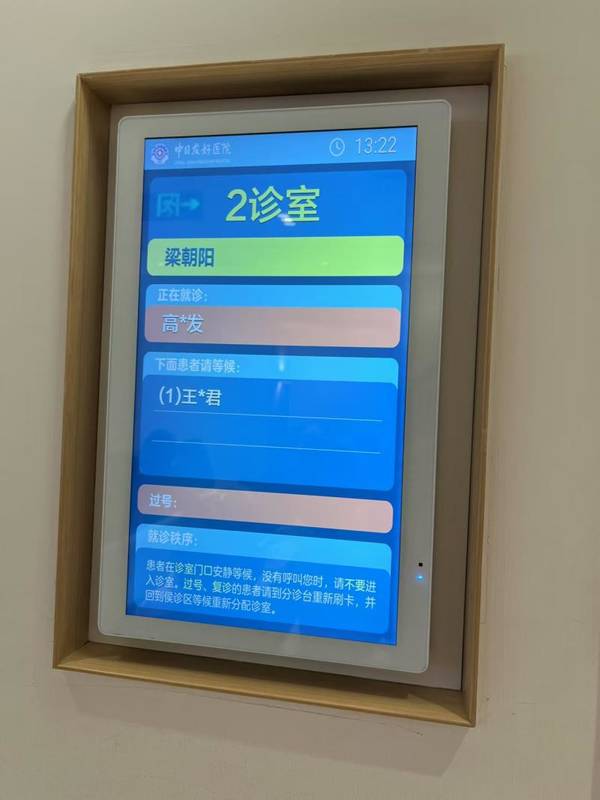 中日友好医院
13:22
2诊室
梁朝阳
正在就诊：
高*发
下面患者请等候：
(1)王*君
过号：
就诊秩序：
患者在诊室门口安静等候，没有呼叫您时，请不要进
入诊室。过号、复诊的患者请到分诊台重新刷卡，并
回到侯诊区等候重新分配诊室。